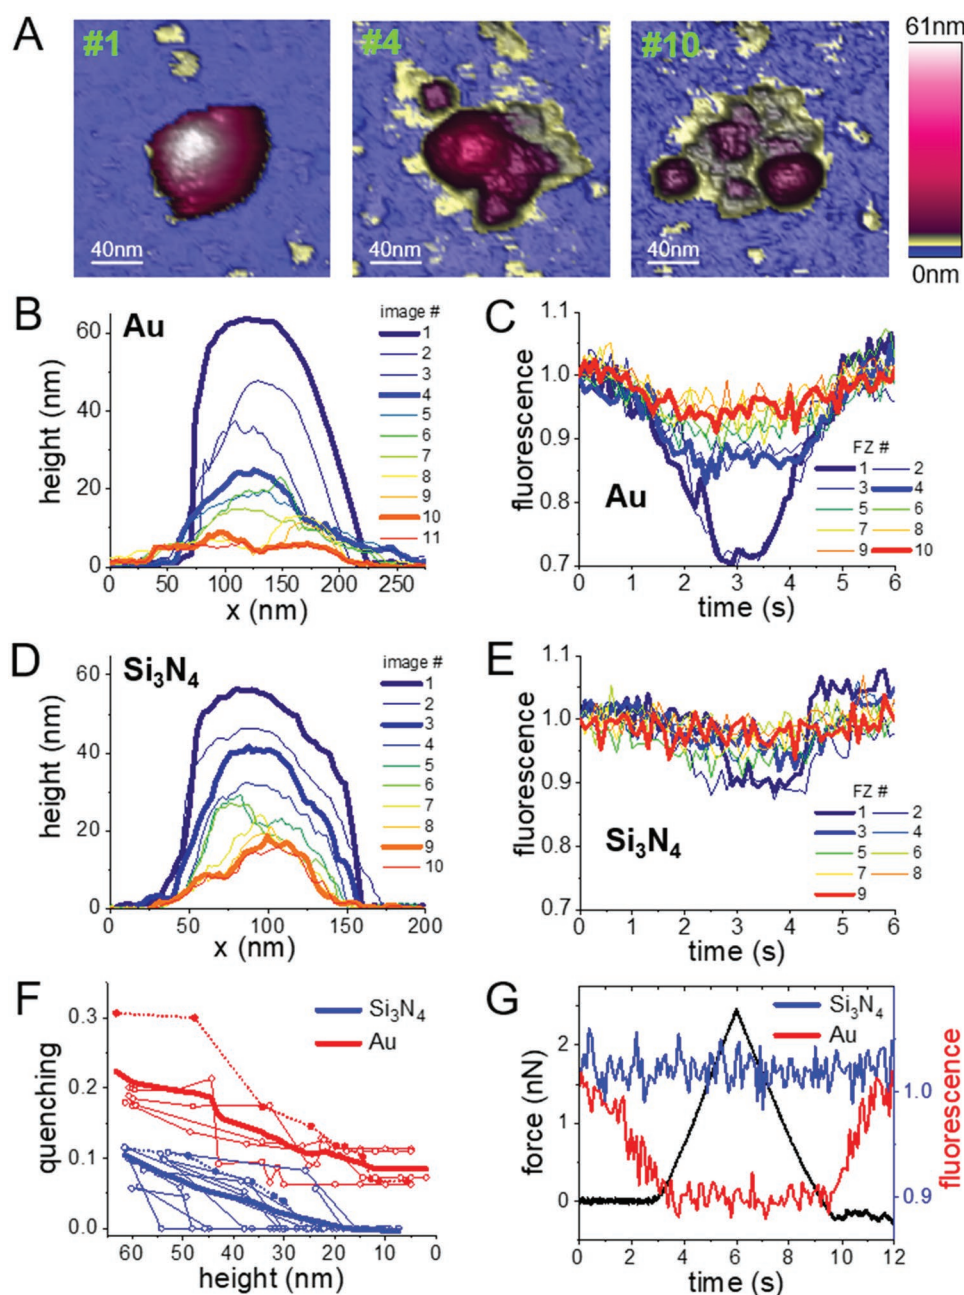 A
#1
#4
#10
61nm
40nm
40nm
40nm
0nm
B
Au
image #
1
2
3
4
5
6
7
8
9
10
11
height (nm)
60
40
20
0
0 50 100 150 200 250
x (nm)
C
fluorescence
1.1
1.0
0.9
0.8
0.7
Au
FZ #
1 2
3 4
5 6
7 8
9 10
0 1 2 3 4 5 6
time (s)
D
Si₃N₄
image #
1
2
3
4
5
6
7
8
9
10
height (nm)
60
40
20
0
0 50 100 150 200
x (nm)
E
fluorescence
1.1
1.0
0.9
0.8
0.7
Si₃N₄
FZ #
1 2
3 4
5 6
7 8
9
0 1 2 3 4 5 6
time (s)
F
Si₃N₄
Au
quenching
0.3
0.2
0.1
0.0
60 50 40 30 20 10 0
height (nm)
G
Si₃N₄
Au
force (nN)
2
1
0
1.0
0.9
fluorescence
0 2 4 6 8 10 12
time (s)